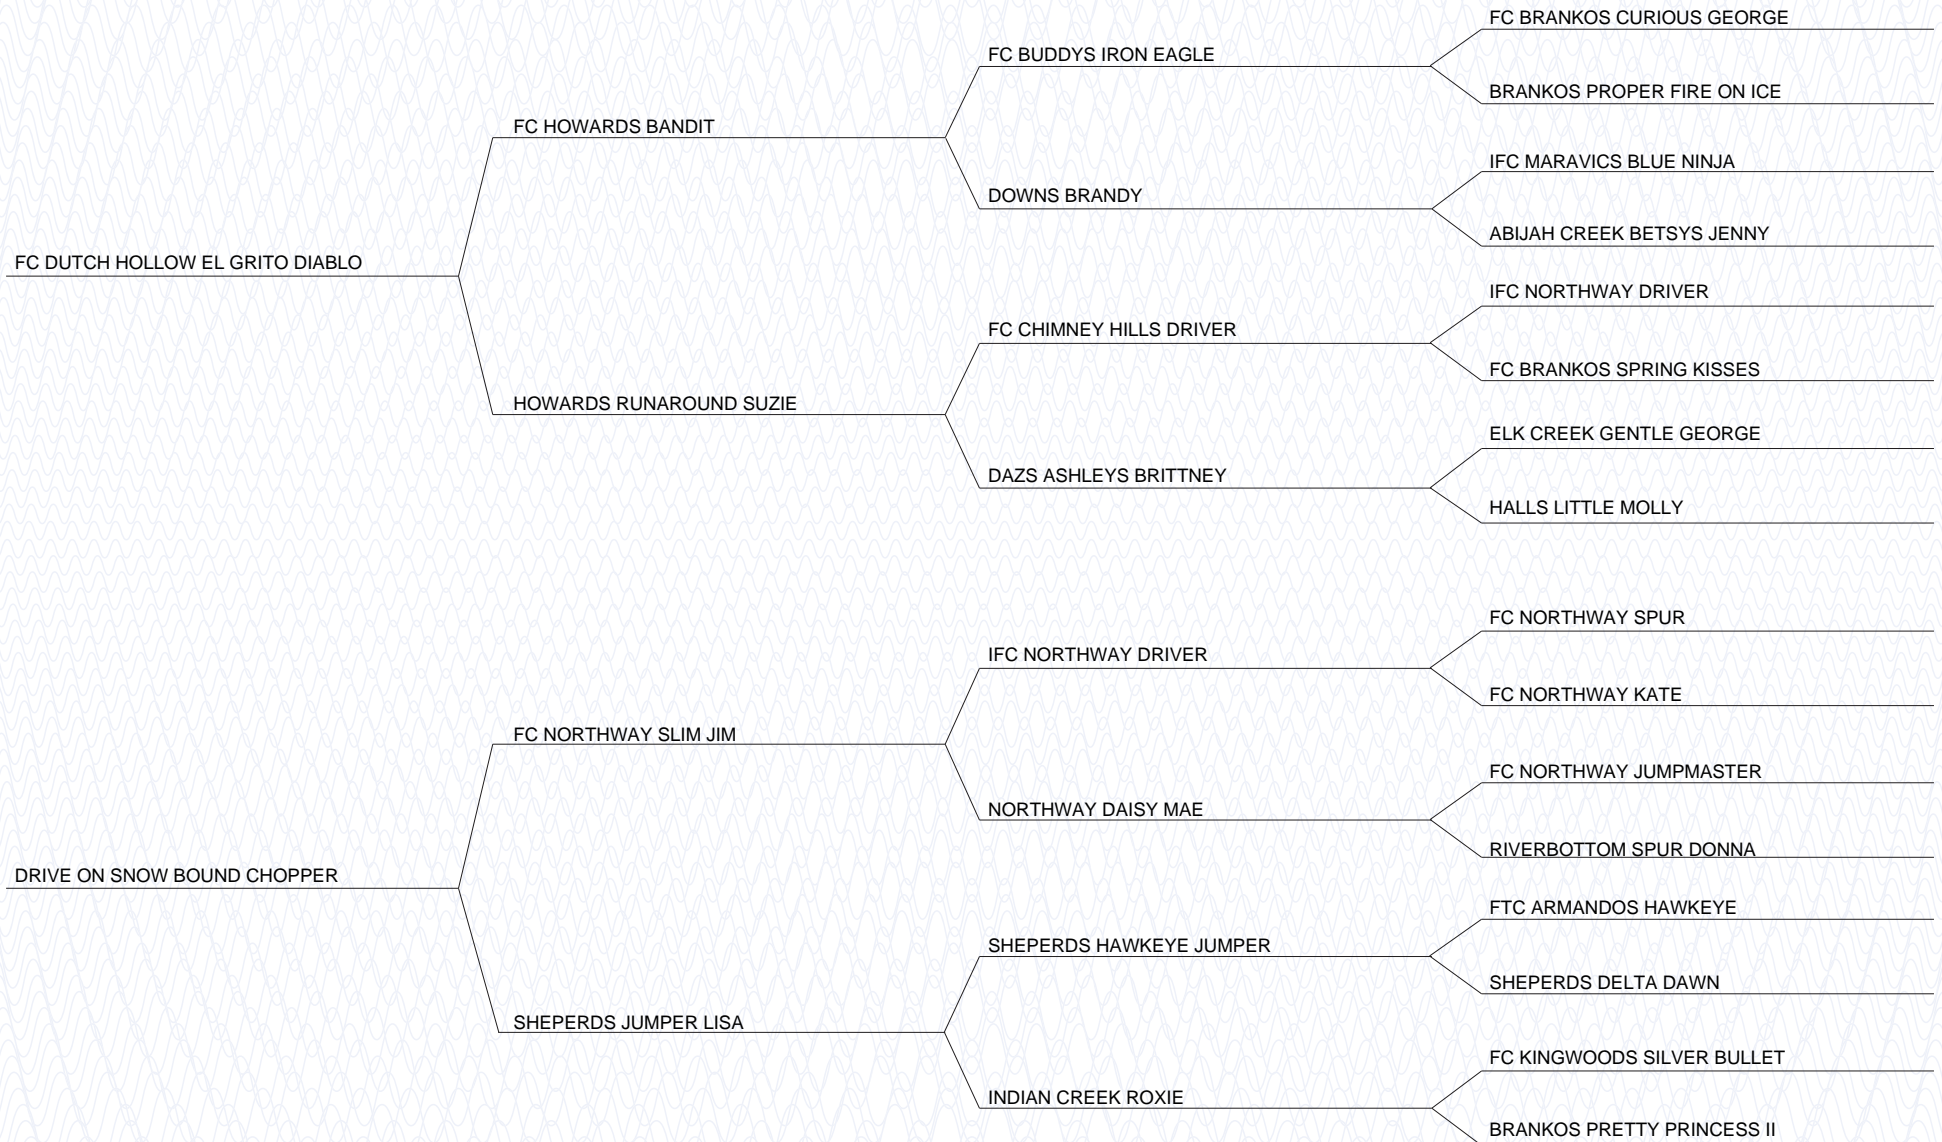 FC BRANKOS CURIOUS GEORGE
FC BUDDYS IRON EAGLE
BRANKOS PROPER FIRE ON ICE
FC HOWARDS BANDIT
IFC MARAVICS BLUE NINJA
DOWNS BRANDY
ABIJAH CREEK BETSYS JENNY
FC DUTCH HOLLOW EL GRITO DIABLO
IFC NORTHWAY DRIVER
FC CHIMNEY HILLS DRIVER
FC BRANKOS SPRING KISSES
HOWARDS RUNAROUND SUZIE
ELK CREEK GENTLE GEORGE
DAZS ASHLEYS BRITTNEY
HALLS LITTLE MOLLY
FC NORTHWAY SPUR
IFC NORTHWAY DRIVER
FC NORTHWAY KATE
FC NORTHWAY SLIM JIM
FC NORTHWAY JUMPMASTER
NORTHWAY DAISY MAE
RIVERBOTTOM SPUR DONNA
DRIVE ON SNOW BOUND CHOPPER
FTC ARMANDOS HAWKEYE
SHEPERDS HAWKEYE JUMPER
SHEPERDS DELTA DAWN
SHEPERDS JUMPER LISA
FC KINGWOODS SILVER BULLET
INDIAN CREEK ROXIE
BRANKOS PRETTY PRINCESS II